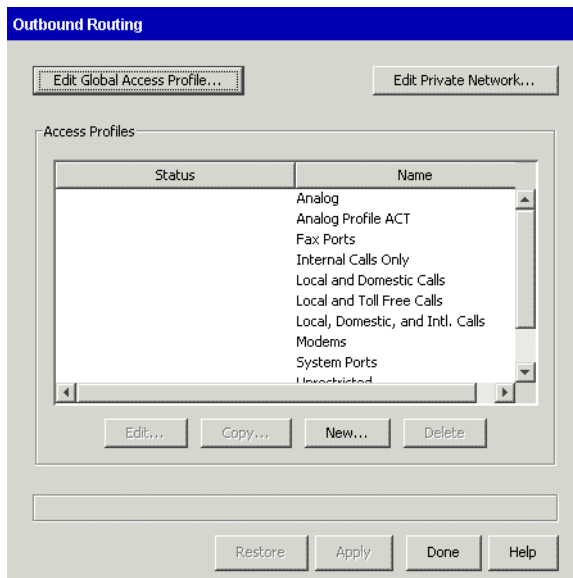 Outbound Routing
Edit Global Access Profile... Edit Private Network...
Access Profiles
Status Name
Analog
Analog Profile ACT
Fax Ports
Internal Calls Only
Local and Domestic Calls
Local and Toll Free Calls
Local, Domestic, and Intl. Calls
Modems
System Ports
Unrestricted
Edit... Copy... New... Delete
Restore Apply Done Help